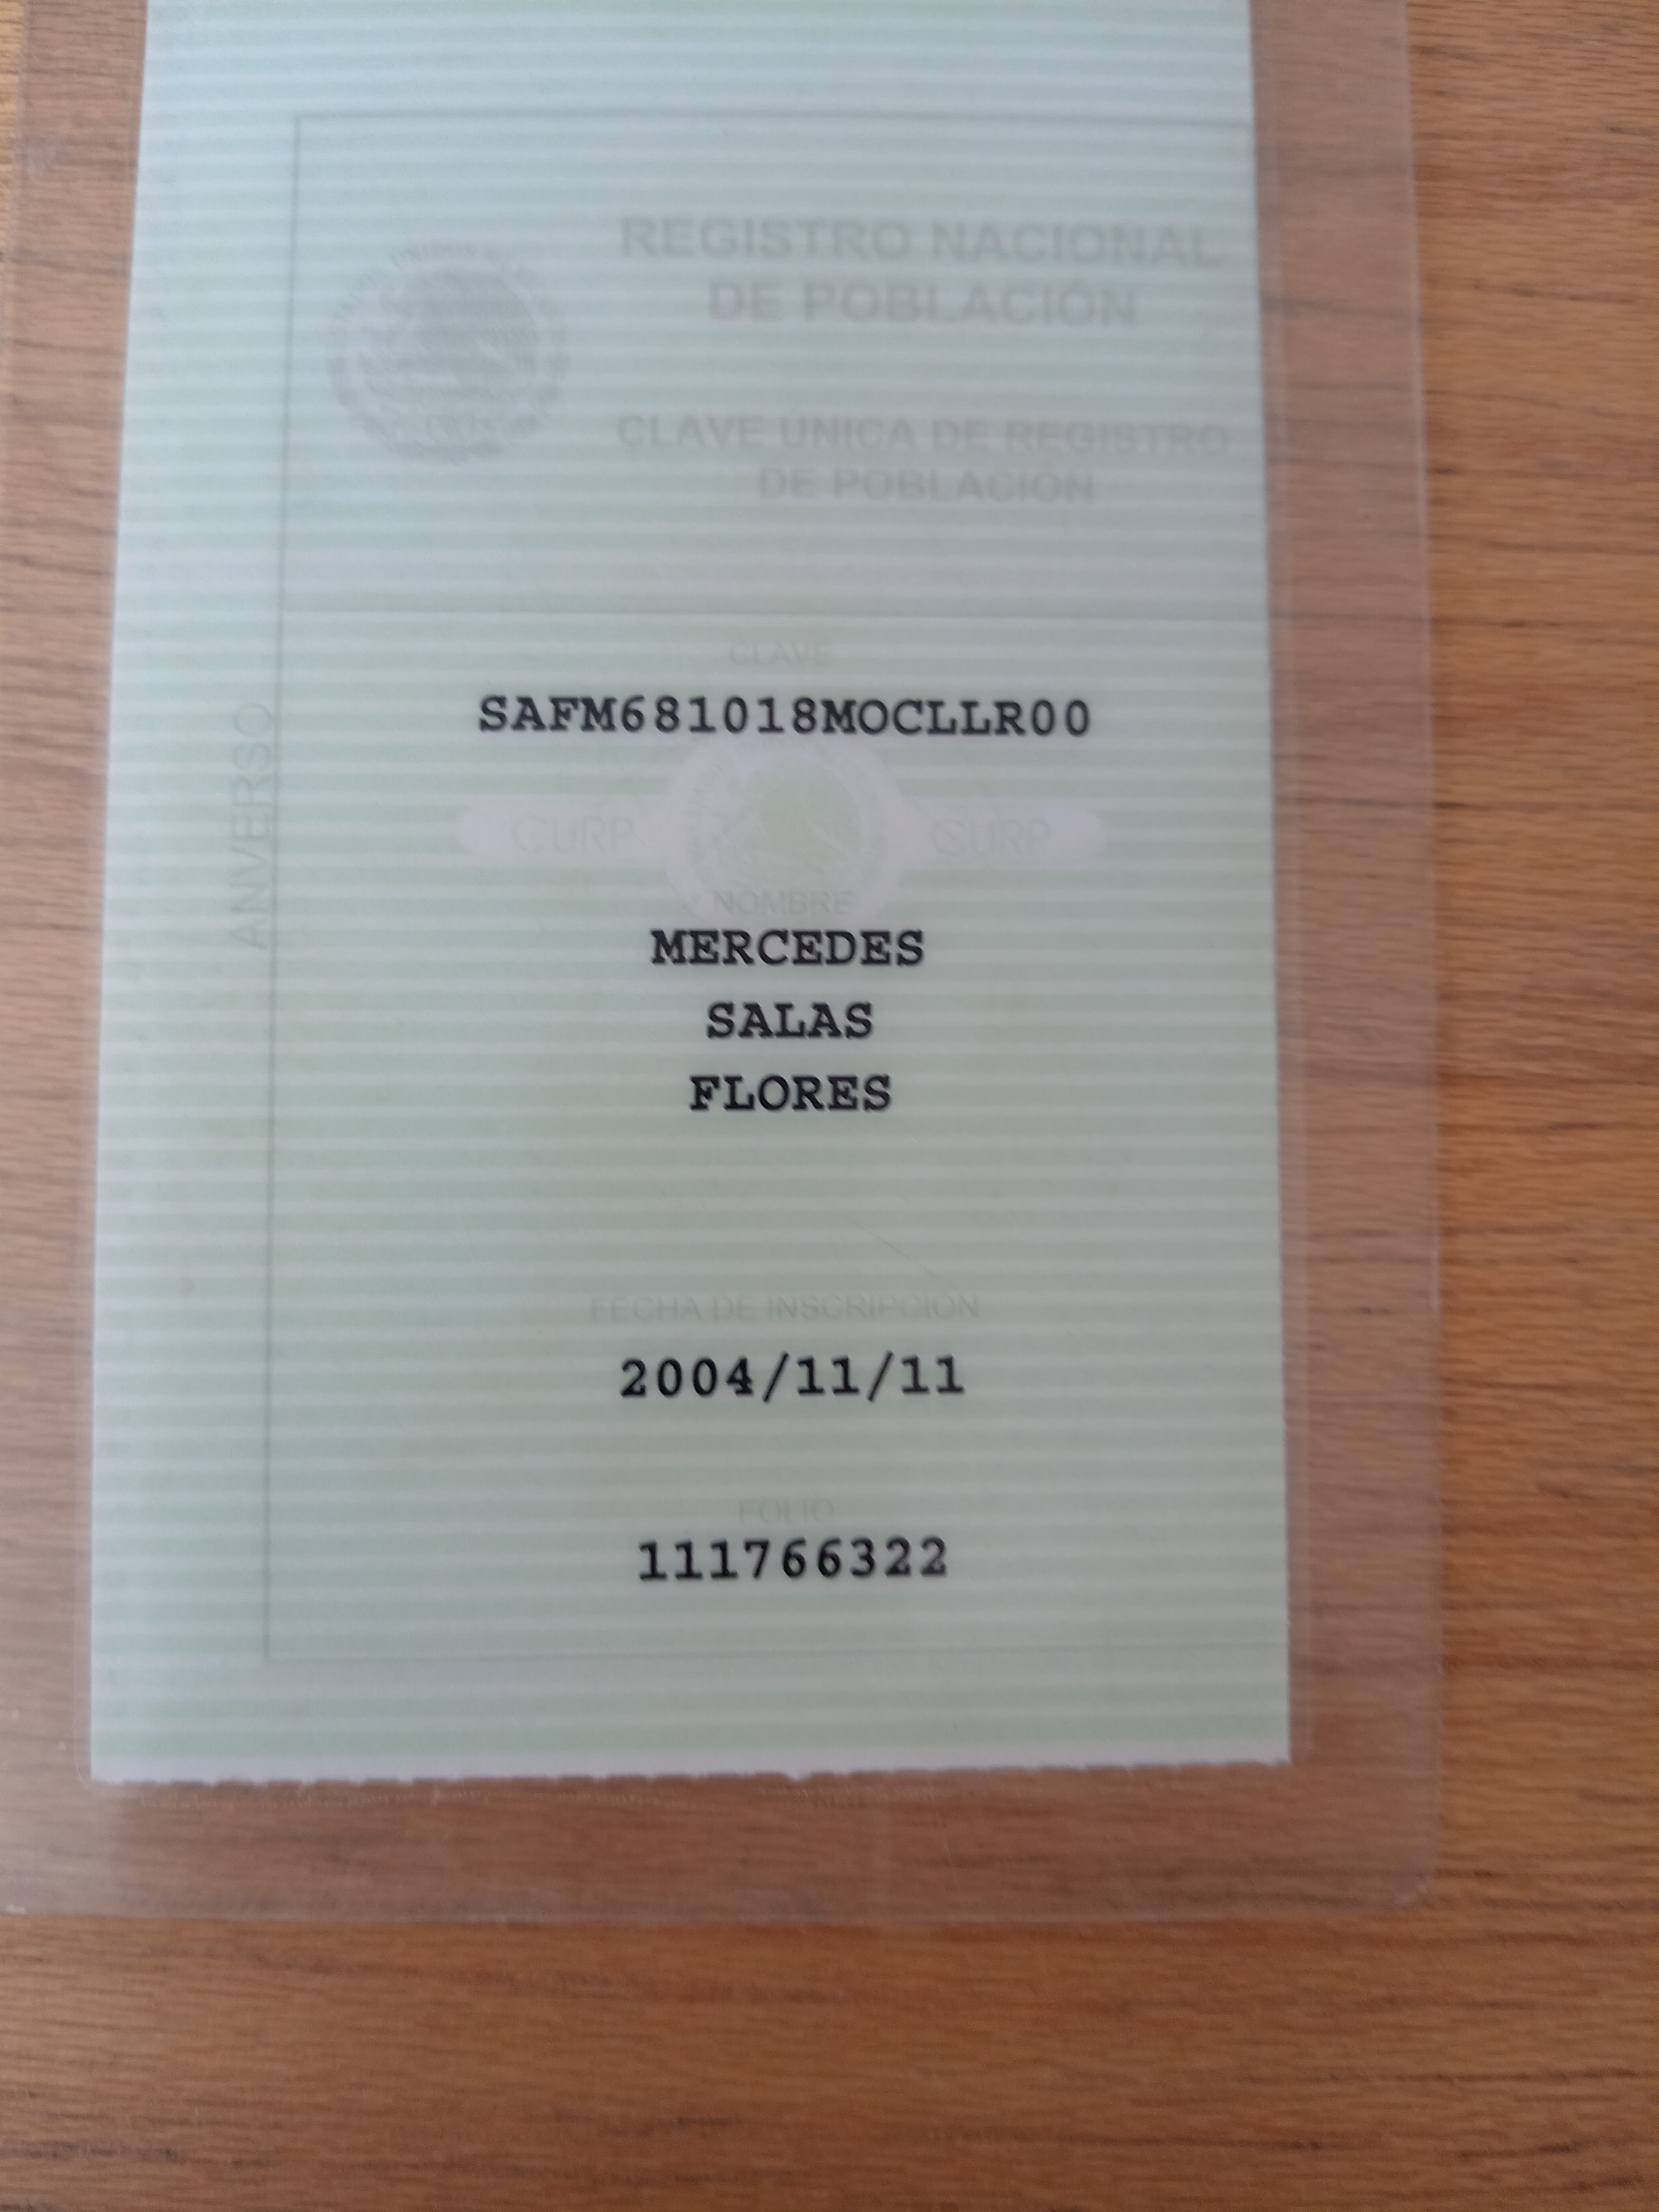 REGISTRO NACIONAL
DE POBLACIÓN
CLAVE ÚNICA DE REGISTRO
DE POBLACIÓN
CLAVE
SAFM681018MOCLLR00
CURP CURP
NOMBRE
MERCEDES
SALAS
FLORES
FECHA DE INSCRIPCIÓN
2004/11/11
FOLIO
111766322
ANVERSO